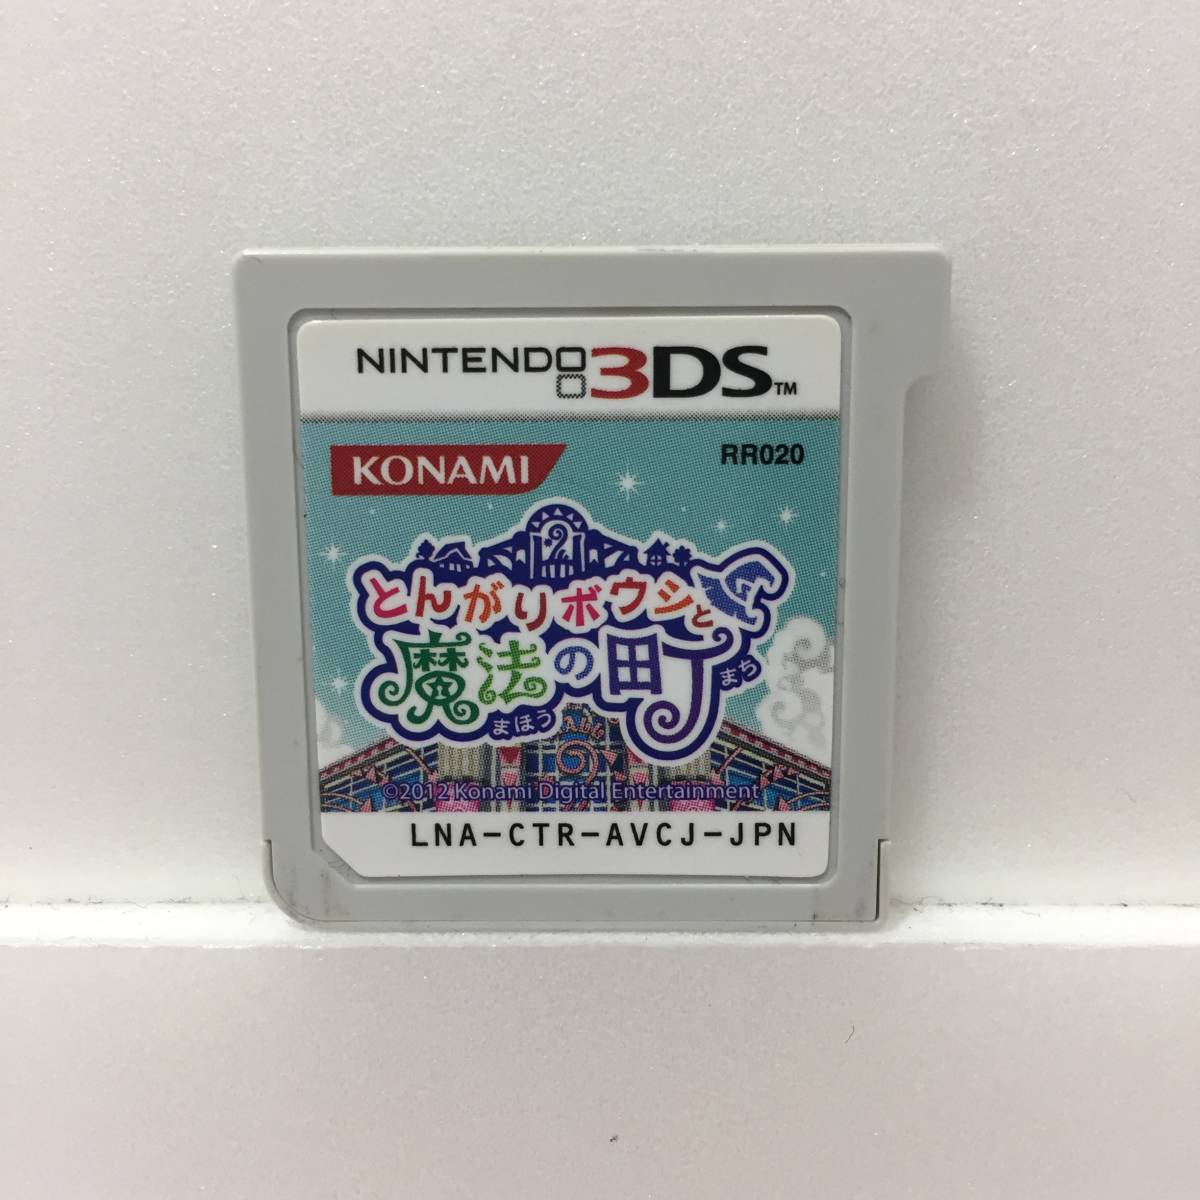 NINTENDO 3DS™
KONAMI
RR020
とんがりボウシと
魔法の町
まほう
まち
©2012 Konami Digital Entertainment
LNA-CTR-AVCJ-JPN